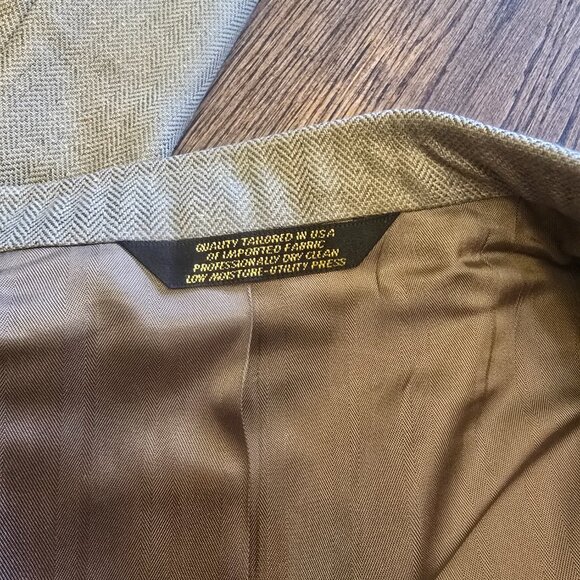 QUALITY TAILORED IN USA
OF IMPORTED FABRIC
PROFESSIONALLY DRY CLEAN
LOW MOISTURE-UTILITY PRESS